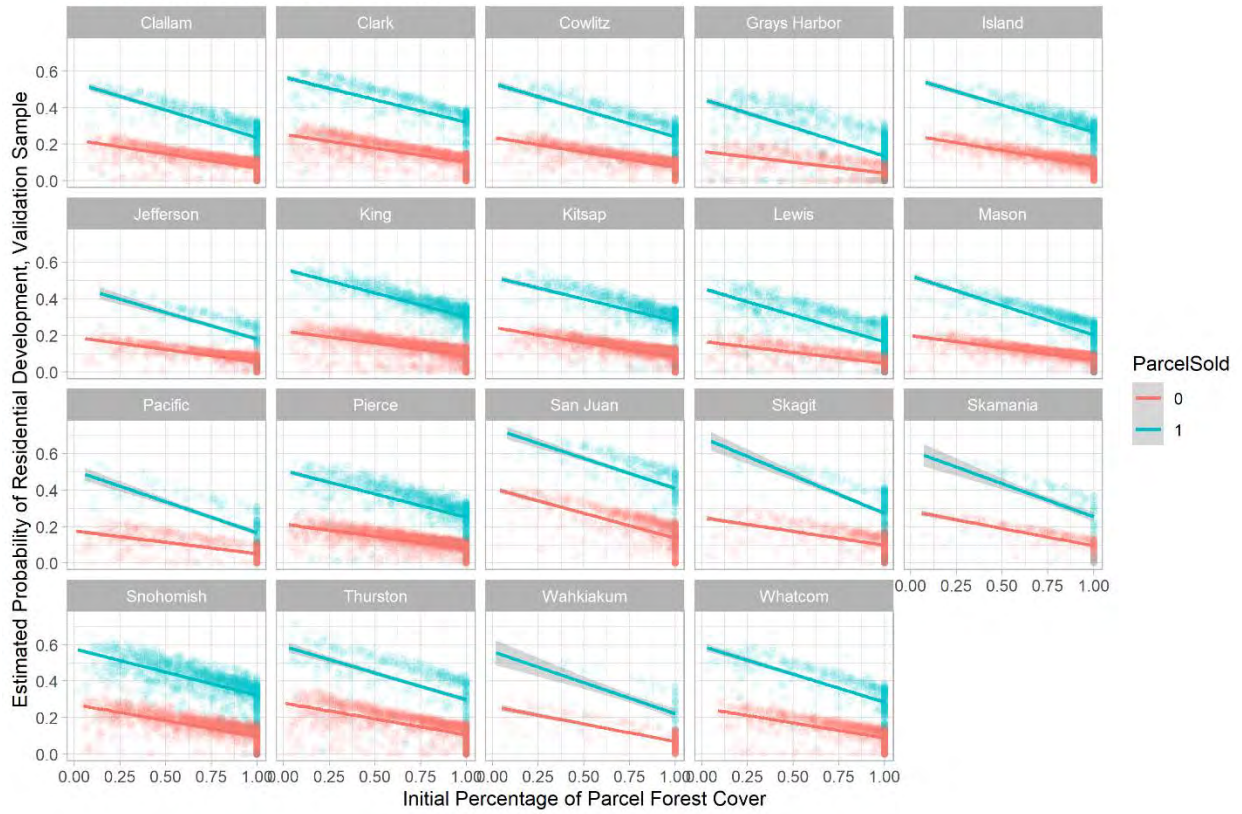 Clallam Clark Cowlitz Grays Harbor Island
0.6
0.4
0.2
0.0
Jefferson King Kitsap Lewis Mason
0.6
0.4
0.2
0.0
Pacific Pierce San Juan Skagit Skamania
0.6
0.4
0.2
0.0
Snohomish Thurston Wahkiakum Whatcom
0.00 0.25 0.50 0.75 1.00
0.6
0.4
0.2
0.0
0.00 0.25 0.50 0.75 1.00 0.00 0.25 0.50 0.75 1.00 0.00 0.25 0.50 0.75 1.00 0.00 0.25 0.50 0.75 1.00
Initial Percentage of Parcel Forest Cover
Estimated Probability of Residential Development, Validation Sample
ParcelSold
0
1